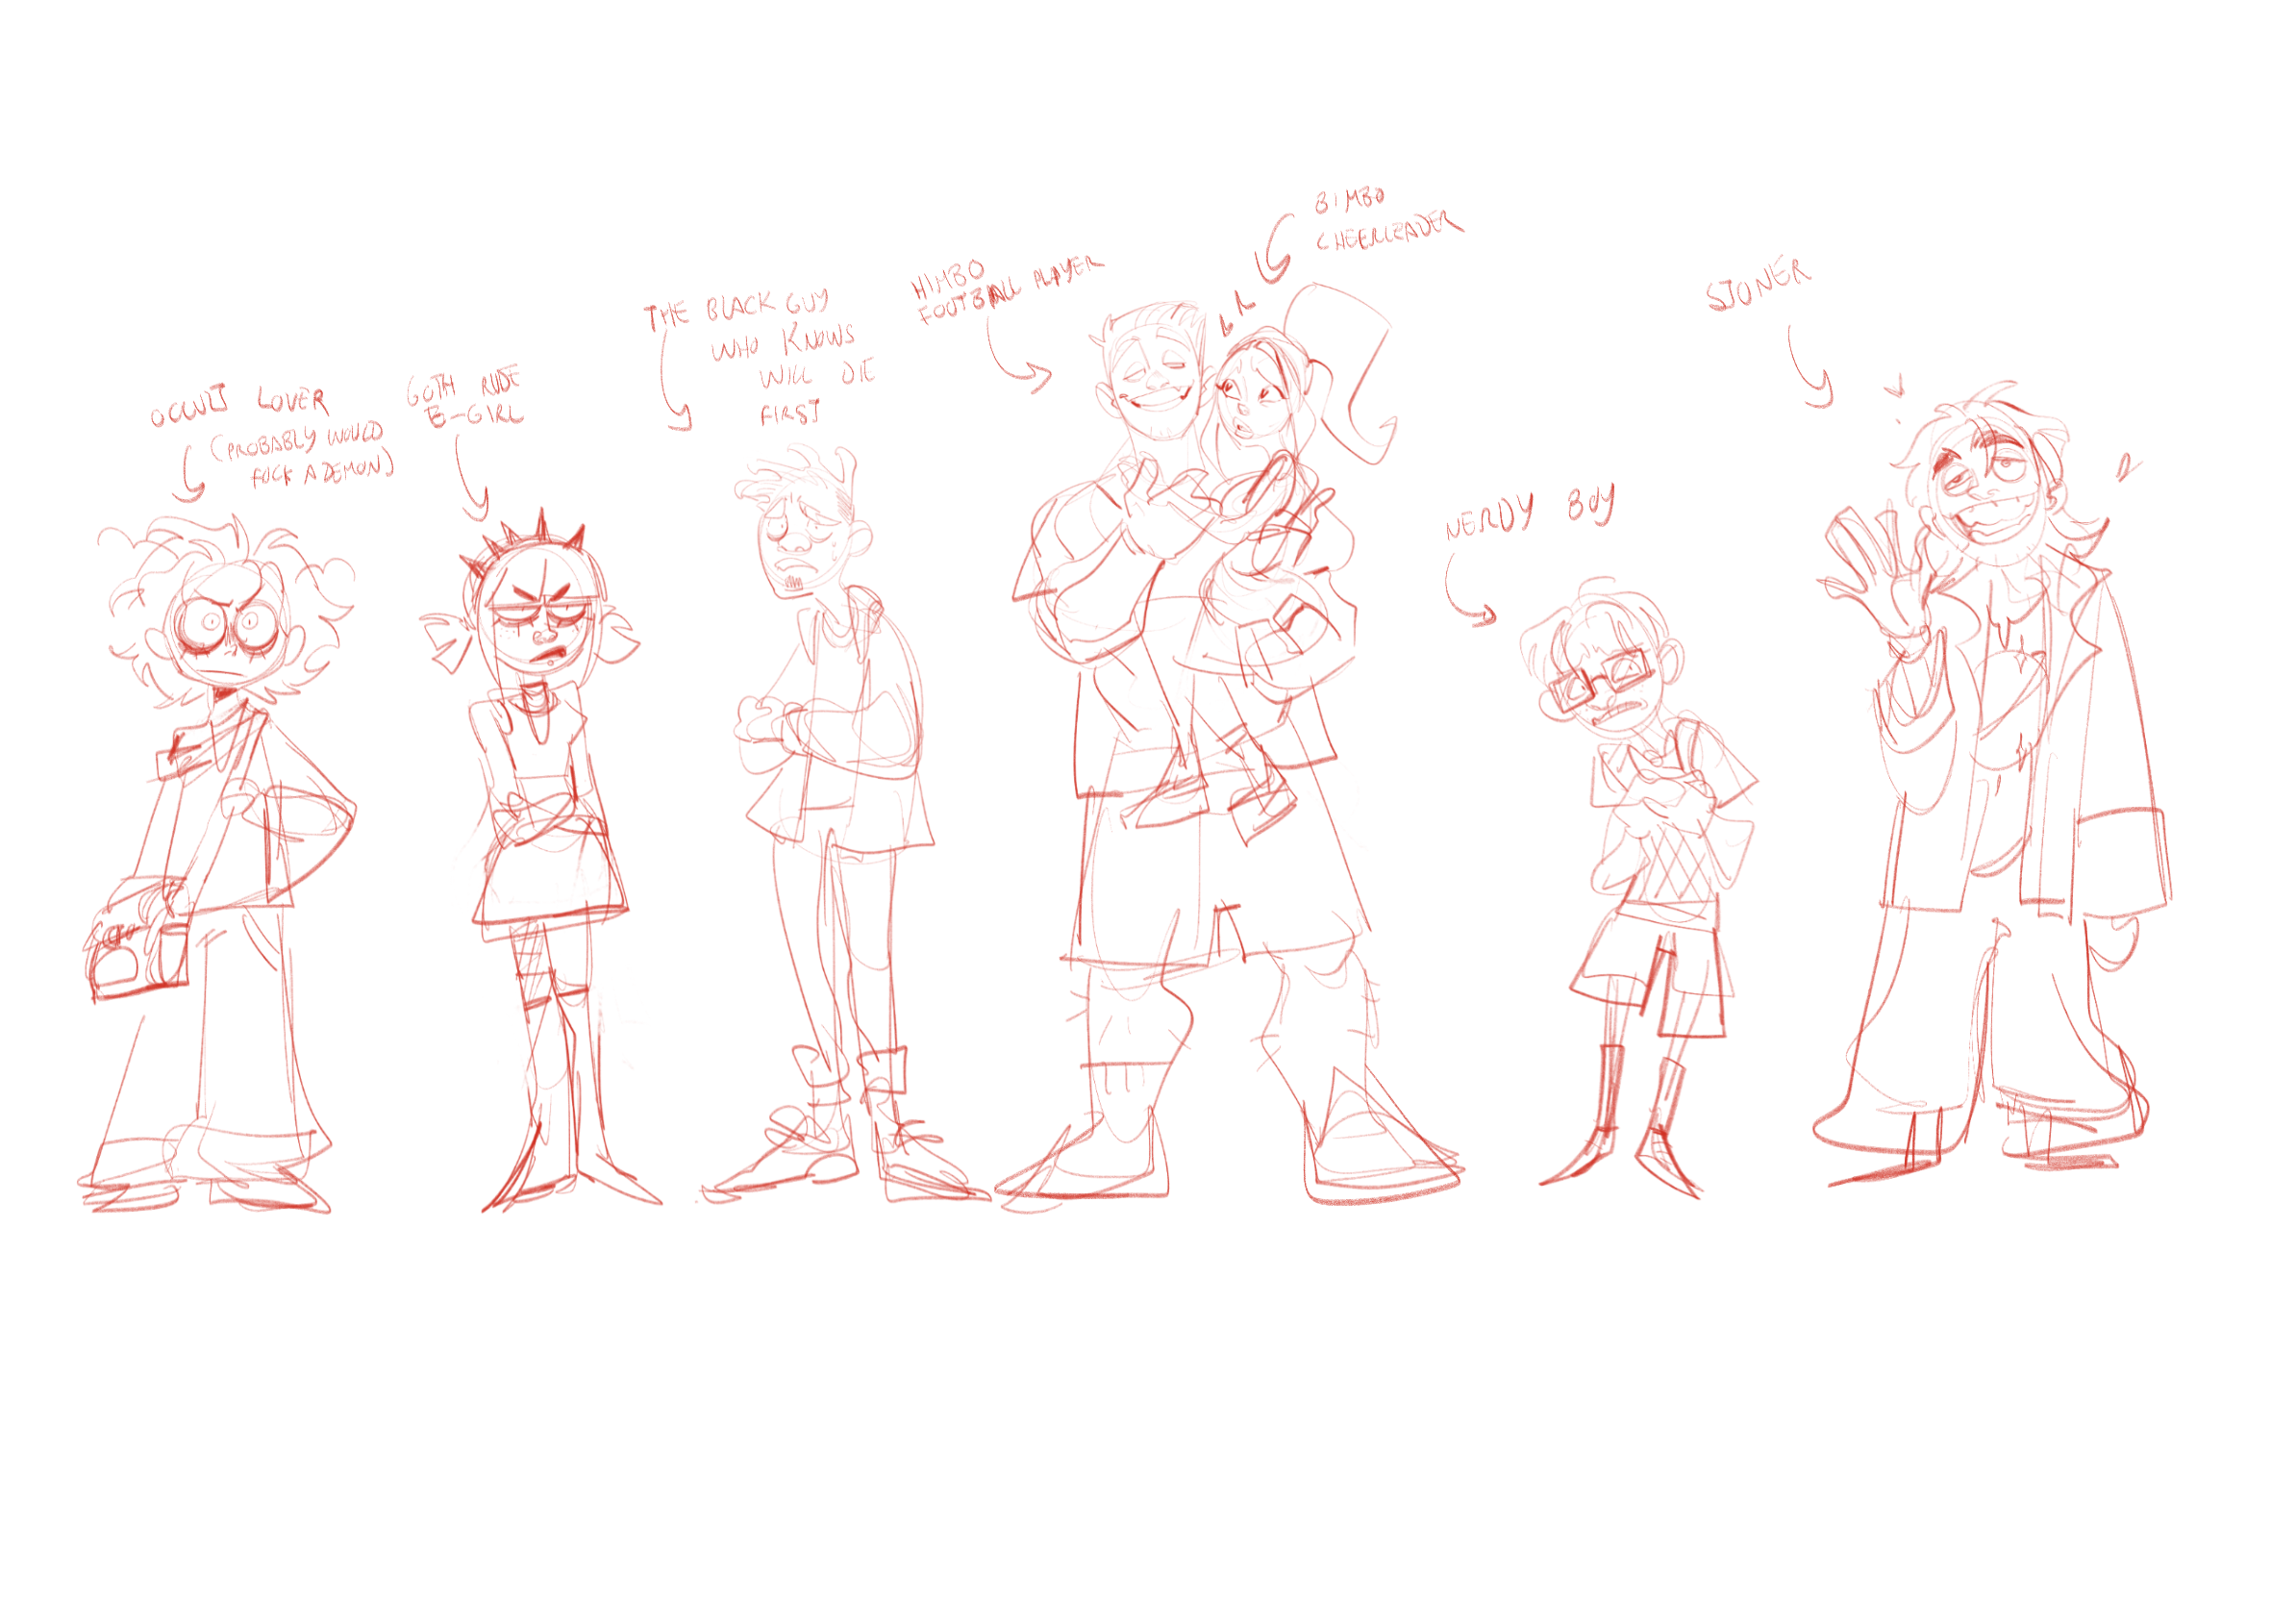 OCCULT LOVER
(PROBABLY WOULD
FUCK A DEMON)
GOTH RUDE
E-GIRL
THE BLACK GUY
WHO KNOWS
WILL DIE
FIRST
HIMBO
FOOTBALL PLAYER
BIMBO
CHEERLEADER
NERDY BOY
STONER